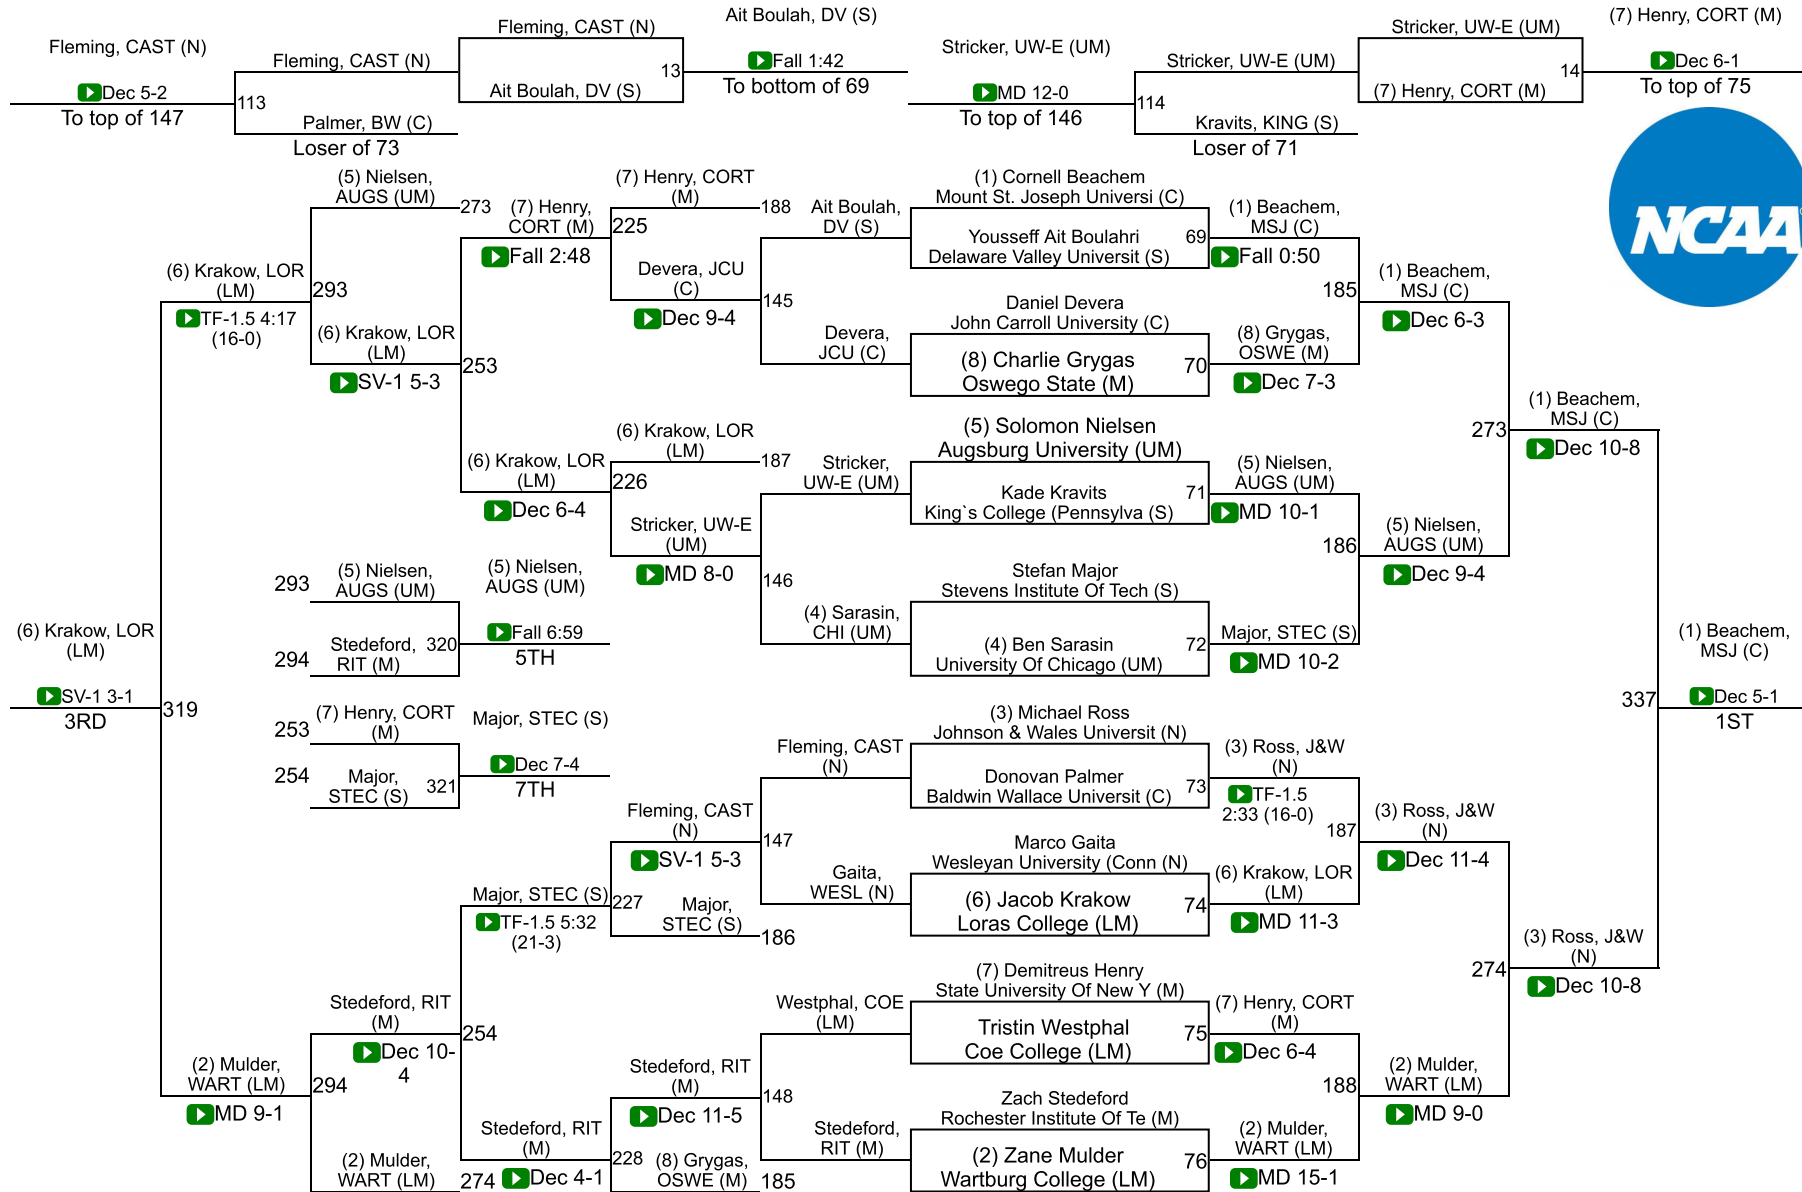 Fleming, CAST (N)
Dec 5-2
To top of 147
113
Fleming, CAST (N)
Palmer, BW (C)
Loser of 73
Fleming, CAST (N)
Ait Boulah, DV (S)
13
Ait Boulah, DV (S)
Fall 1:42
To bottom of 69
Stricker, UW-E (UM)
MD 12-0
To top of 146
114
Stricker, UW-E (UM)
Kravits, KING (S)
Loser of 71
Stricker, UW-E (UM)
(7) Henry, CORT (M)
14
(7) Henry, CORT (M)
Dec 6-1
To top of 75
NCAA
(1) Cornell Beachem
Mount St. Joseph Universi (C)
Yousseff Ait Boulahri
Delaware Valley Universit (S)
69
Daniel Devera
John Carroll University (C)
(8) Charlie Grygas
Oswego State (M)
70
(5) Solomon Nielsen
Augsburg University (UM)
Kade Kravits
King`s College (Pennsylva (S)
71
Stefan Major
Stevens Institute Of Tech (S)
(4) Ben Sarasin
University Of Chicago (UM)
72
(3) Michael Ross
Johnson & Wales Universit (N)
Donovan Palmer
Baldwin Wallace Universit (C)
73
Marco Gaita
Wesleyan University (Conn (N)
(6) Jacob Krakow
Loras College (LM)
74
(7) Demitreus Henry
State University Of New Y (M)
Tristin Westphal
Coe College (LM)
75
Zach Stedeford
Rochester Institute Of Te (M)
(2) Zane Mulder
Wartburg College (LM)
76
(1) Beachem,
MSJ (C)
Fall 0:50
185
(8) Grygas,
OSWE (M)
Dec 7-3
(5) Nielsen,
AUGS (UM)
MD 10-1
186
Major, STEC (S)
MD 10-2
(3) Ross, J&W
(N)
TF-1.5
2:33 (16-0)
187
(6) Krakow, LOR
(LM)
MD 11-3
(7) Henry, CORT
(M)
Dec 6-4
188
(2) Mulder,
WART (LM)
MD 15-1
(1) Beachem,
MSJ (C)
Dec 6-3
273
(5) Nielsen,
AUGS (UM)
Dec 9-4
(3) Ross, J&W
(N)
Dec 11-4
274
(2) Mulder,
WART (LM)
MD 9-0
(1) Beachem,
MSJ (C)
Dec 10-8
337
(3) Ross, J&W
(N)
Dec 10-8
(1) Beachem,
MSJ (C)
Dec 5-1
1ST
Ait Boulah,
DV (S)
145
Devera,
JCU (C)
Stricker,
UW-E (UM)
146
(4) Sarasin,
CHI (UM)
Fleming, CAST
(N)
147
Gaita,
WESL (N)
Westphal, COE
(LM)
148
Stedeford,
RIT (M)
(7) Henry, CORT
(M)
188
225
Devera, JCU
(C)
Dec 9-4
(6) Krakow, LOR
(LM)
187
226
Stricker, UW-E
(UM)
MD 8-0
Fleming, CAST
(N)
SV-1 5-3
227
Major,
STEC (S)
186
Stedeford, RIT
(M)
Dec 11-5
228
(8) Grygas,
OSWE (M)
185
(7) Henry,
CORT (M)
Fall 2:48
253
(6) Krakow, LOR
(LM)
Dec 6-4
Major, STEC (S)
TF-1.5 5:32
(21-3)
254
Stedeford, RIT
(M)
Dec 4-1
(5) Nielsen,
AUGS (UM)
273
293
(6) Krakow, LOR
(LM)
SV-1 5-3
Stedeford, RIT
(M)
Dec 10-
4
294
(2) Mulder,
WART (LM)
274
(6) Krakow, LOR
(LM)
TF-1.5 4:17
(16-0)
319
(2) Mulder,
WART (LM)
MD 9-1
(6) Krakow, LOR
(LM)
SV-1 3-1
3RD
293
(5) Nielsen,
AUGS (UM)
294
Stedeford,
RIT (M)
320
(5) Nielsen,
AUGS (UM)
Fall 6:59
5TH
253
(7) Henry, CORT
(M)
254
Major,
STEC (S)
321
Major, STEC (S)
Dec 7-4
7TH